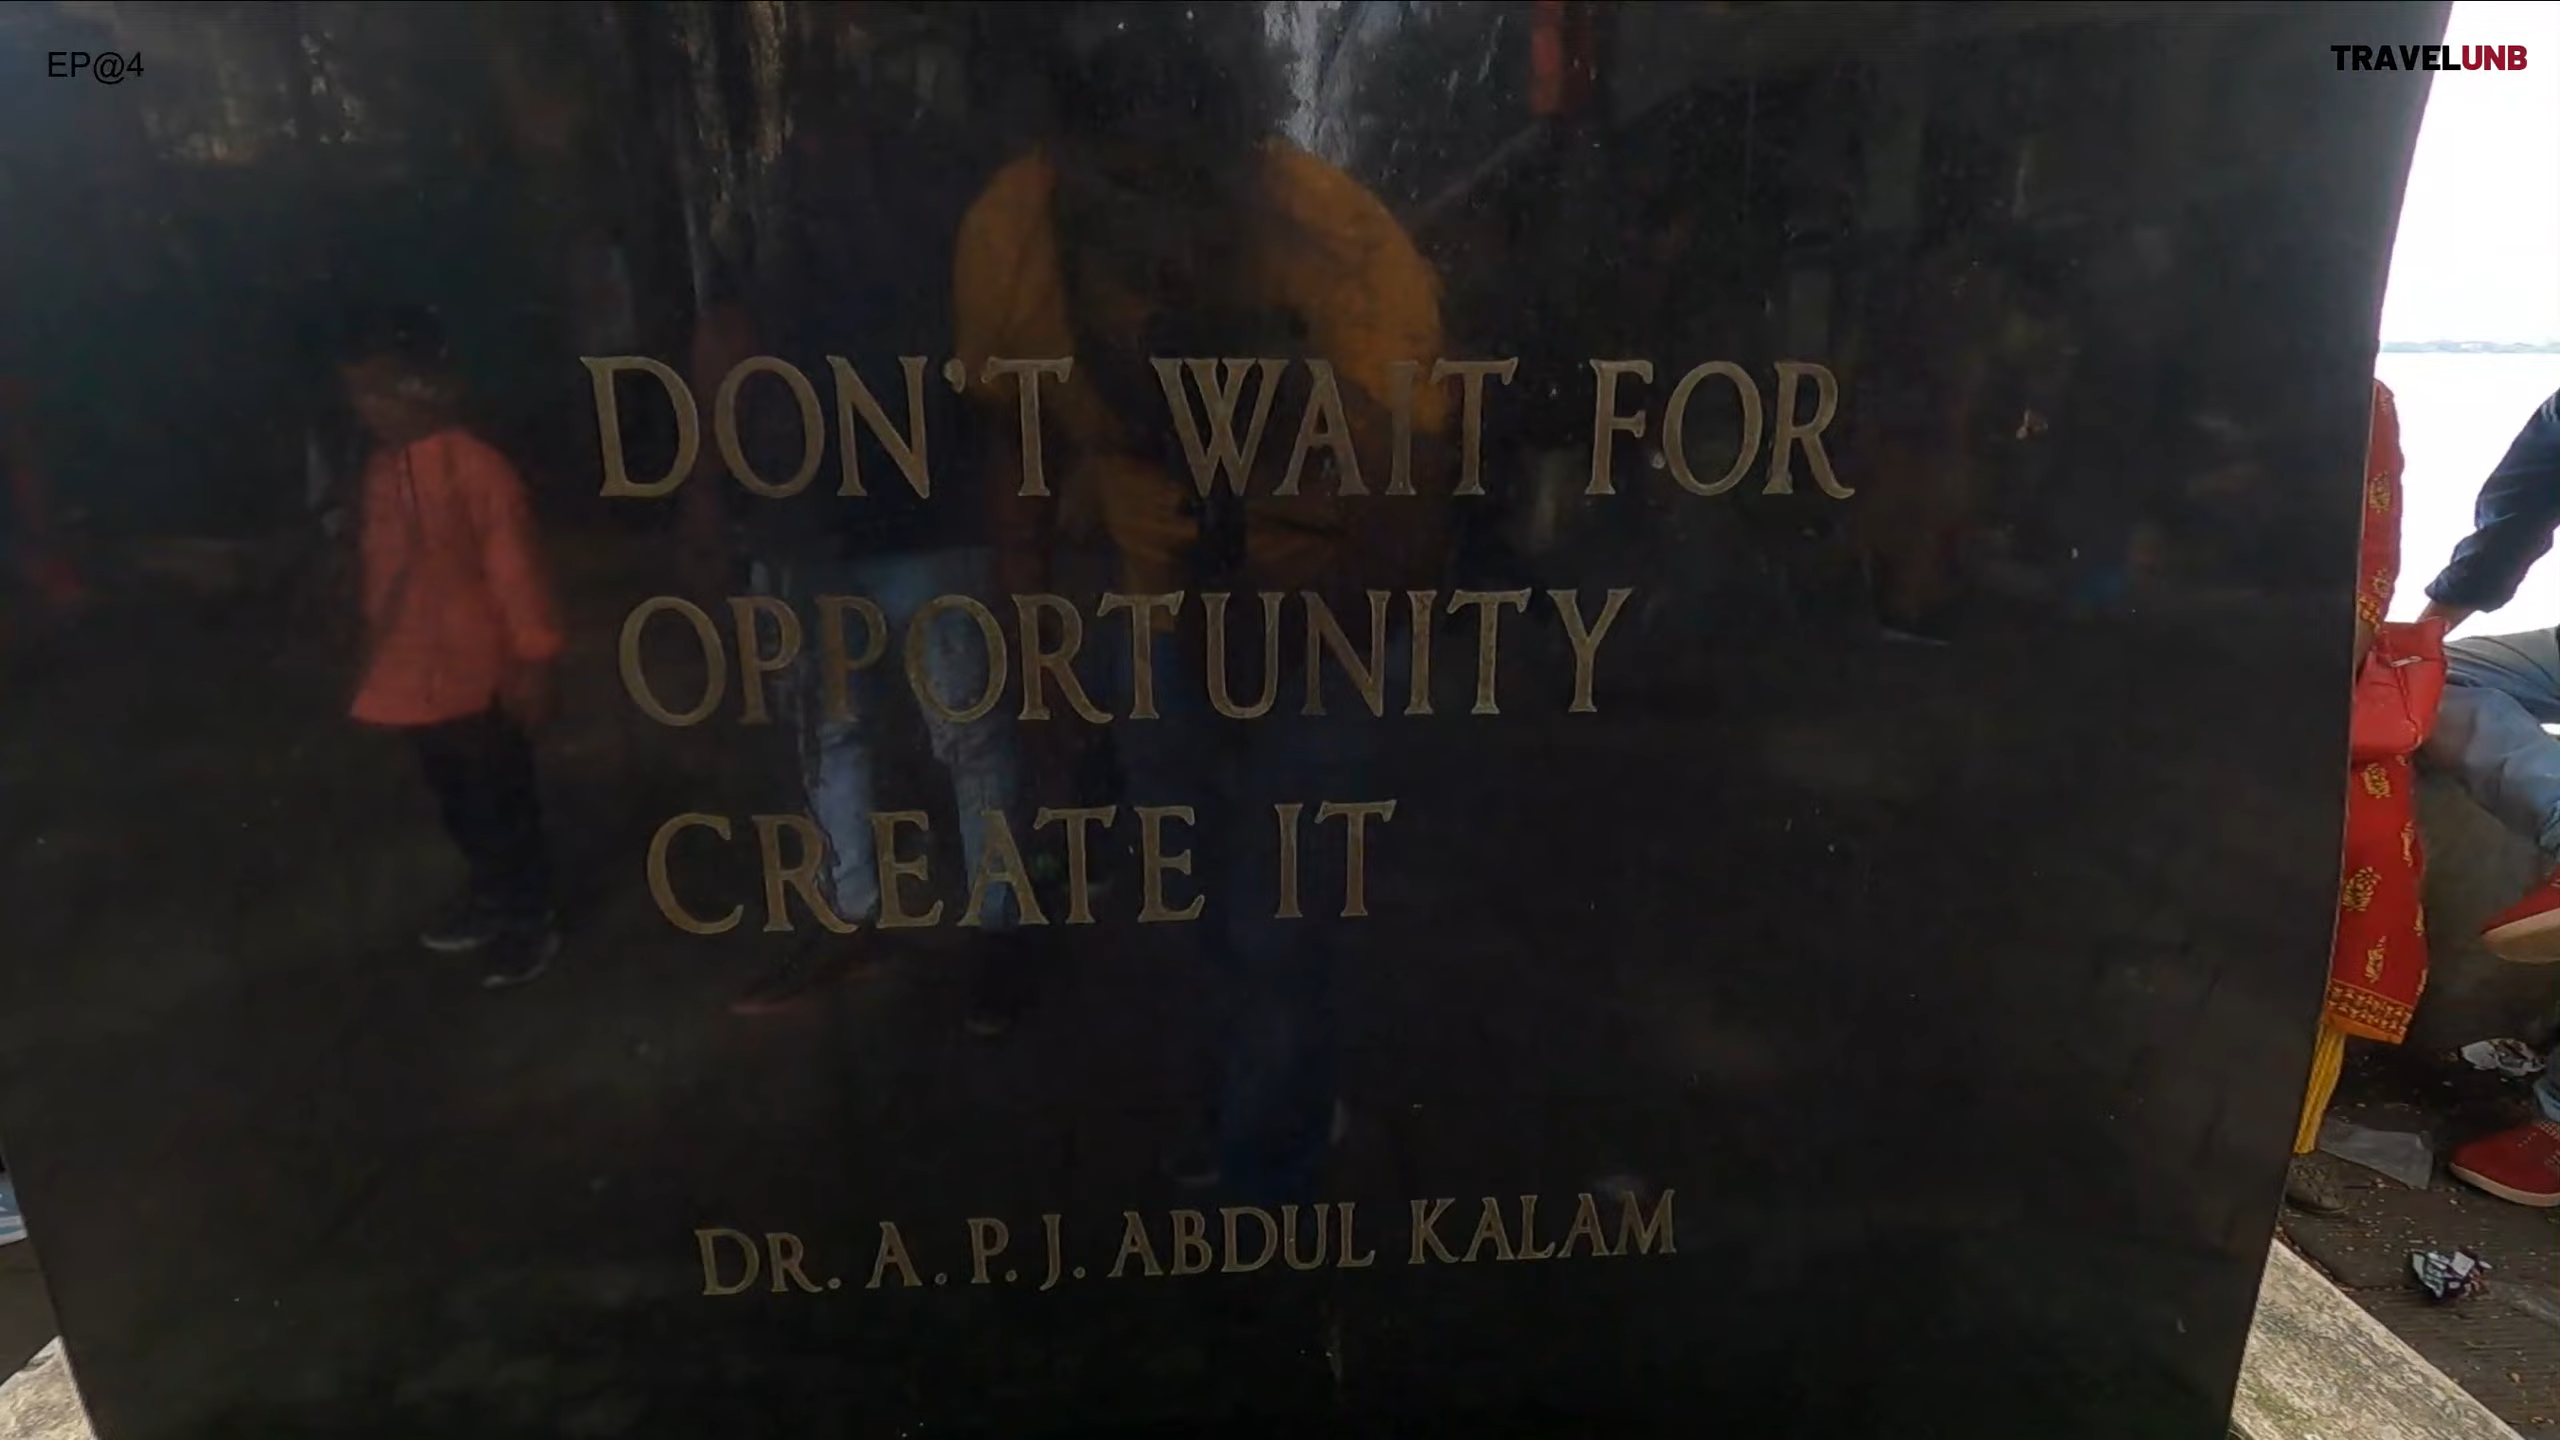 EP@4
TRAVELUNB
DON'T WAIT FOR
OPPORTUNITY
CREATE IT
DR. A. P. J. ABDUL KALAM